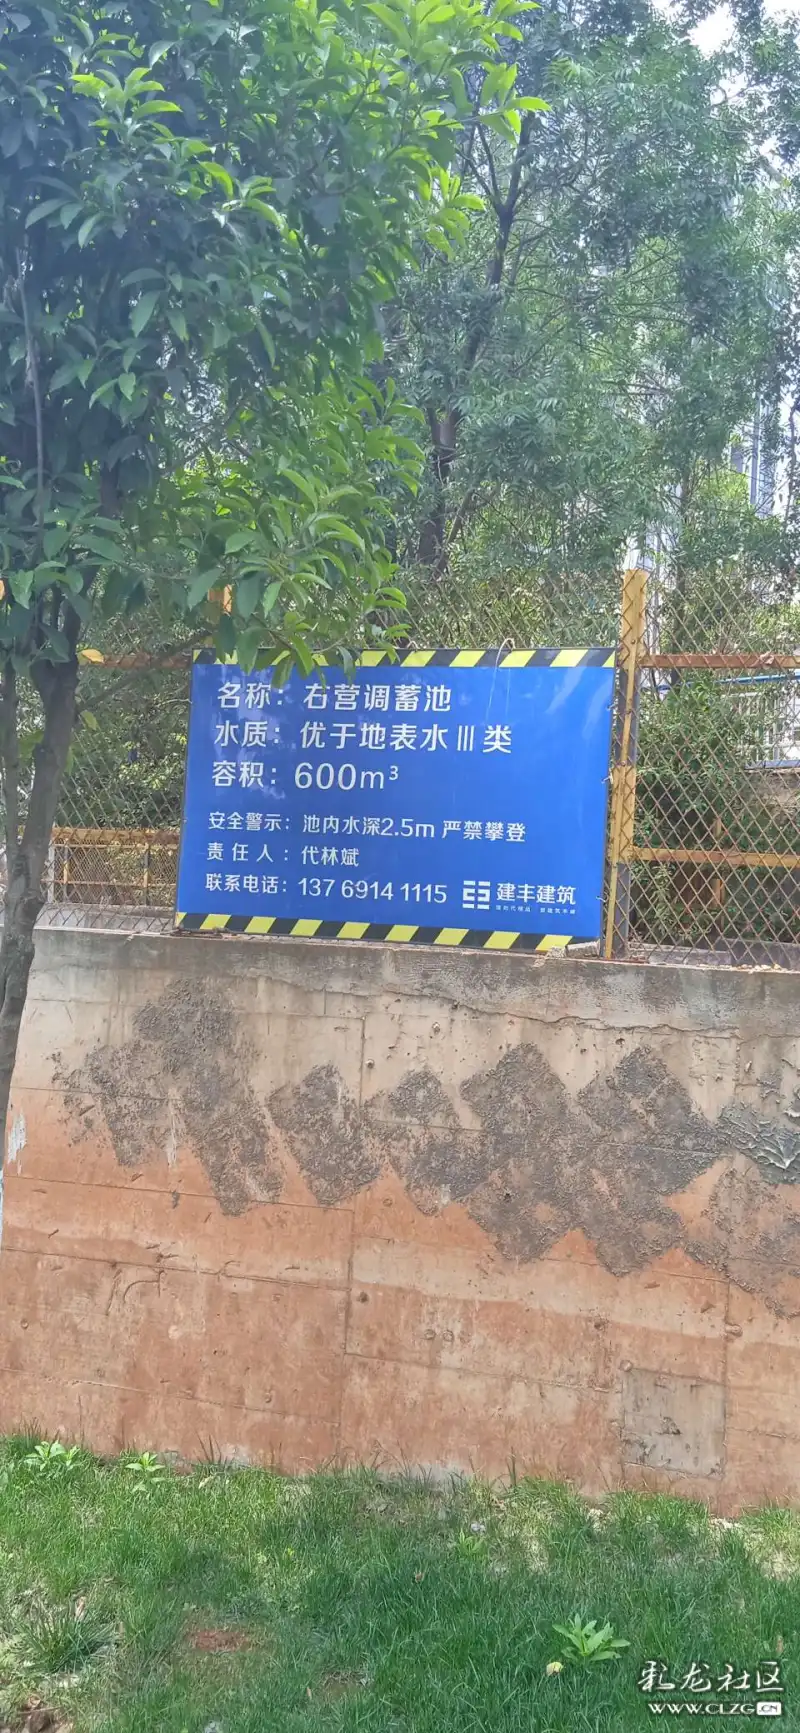 名称：右营调蓄池
水质：优于地表水Ⅲ类
容积：600m³
安全警示：池内水深2.5m 严禁攀登
责任人：代林斌
联系电话：137 6914 1115
建丰建筑
彩龙社区
WWW.CLZG.CN